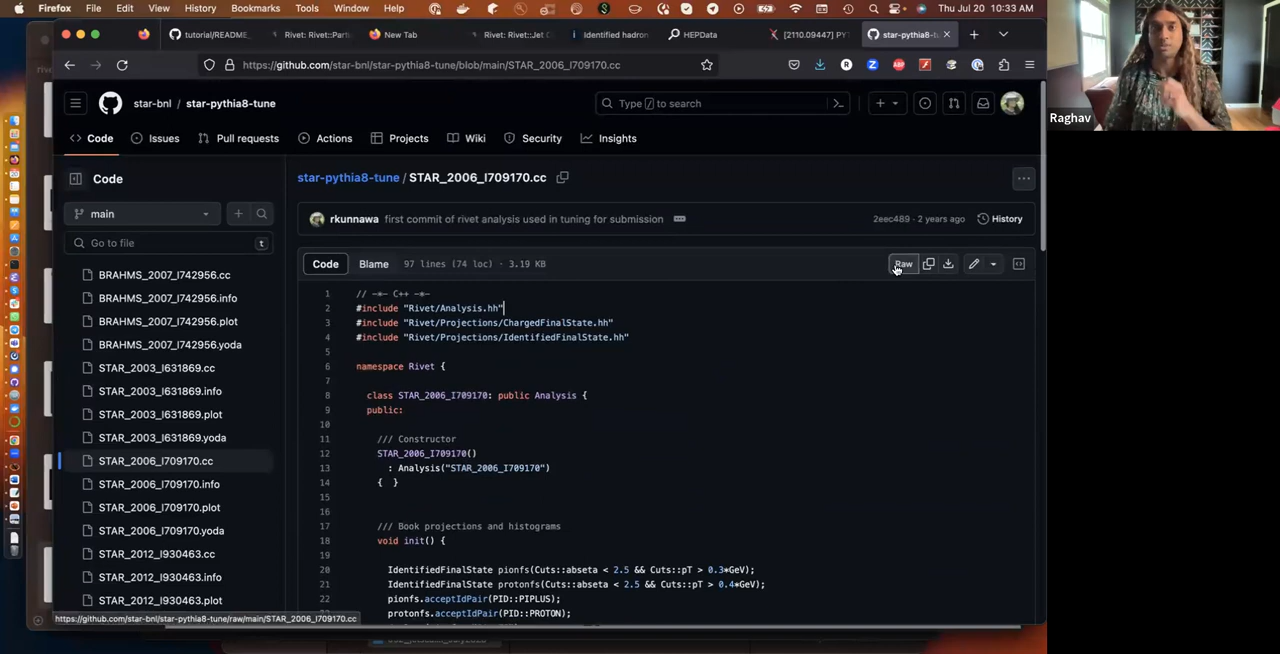 Firefox File Edit View History Bookmarks Tools Window Help Thu Jul 20 10:33 AM
tutorial/README_ Rivet: Rivet::Parti New Tab Rivet: Rivet::Jet C Identified hadron HEPData [2110.09447] PY star-pythia8-tu
https://github.com/star-bnl/star-pythia8-tune/blob/main/STAR_2006_I709170.cc
star-bnl / star-pythia8-tune
Type / to search
Code Issues Pull requests Actions Projects Wiki Security Insights
Code
main
Go to file t
BRAHMS_2007_I742956.cc
BRAHMS_2007_I742956.info
BRAHMS_2007_I742956.plot
BRAHMS_2007_I742956.yoda
STAR_2003_I631869.cc
STAR_2003_I631869.info
STAR_2003_I631869.plot
STAR_2003_I631869.yoda
STAR_2006_I709170.cc
STAR_2006_I709170.info
STAR_2006_I709170.plot
STAR_2006_I709170.yoda
STAR_2012_I930463.cc
STAR_2012_I930463.info
STAR_2012_I930463.plot
star-pythia8-tune / STAR_2006_I709170.cc
rkunnawa first commit of rivet analysis used in tuning for submission 2eec489 · 2 years ago History
Code Blame 97 lines (74 loc) · 3.19 KB Raw
1 // -*- C++ -*-
2 #include "Rivet/Analysis.hh"
3 #include "Rivet/Projections/ChargedFinalState.hh"
4 #include "Rivet/Projections/IdentifiedFinalState.hh"
5
6 namespace Rivet {
7
8 class STAR_2006_I709170: public Analysis {
9 public:
10
11 /// Constructor
12 STAR_2006_I709170()
13 : Analysis("STAR_2006_I709170")
14 { }
15
16
17 /// Book projections and histograms
18 void init() {
19
20 IdentifiedFinalState pionfs(Cuts::abseta < 2.5 && Cuts::pT > 0.3*GeV);
21 IdentifiedFinalState protonfs(Cuts::abseta < 2.5 && Cuts::pT > 0.4*GeV);
22 pionfs.acceptIdPair(PID::PIPLUS);
protonfs.acceptIdPair(PID::PROTON);
https://github.com/star-bnl/star-pythia8-tune/raw/main/STAR_2006_I709170.cc
Raghav